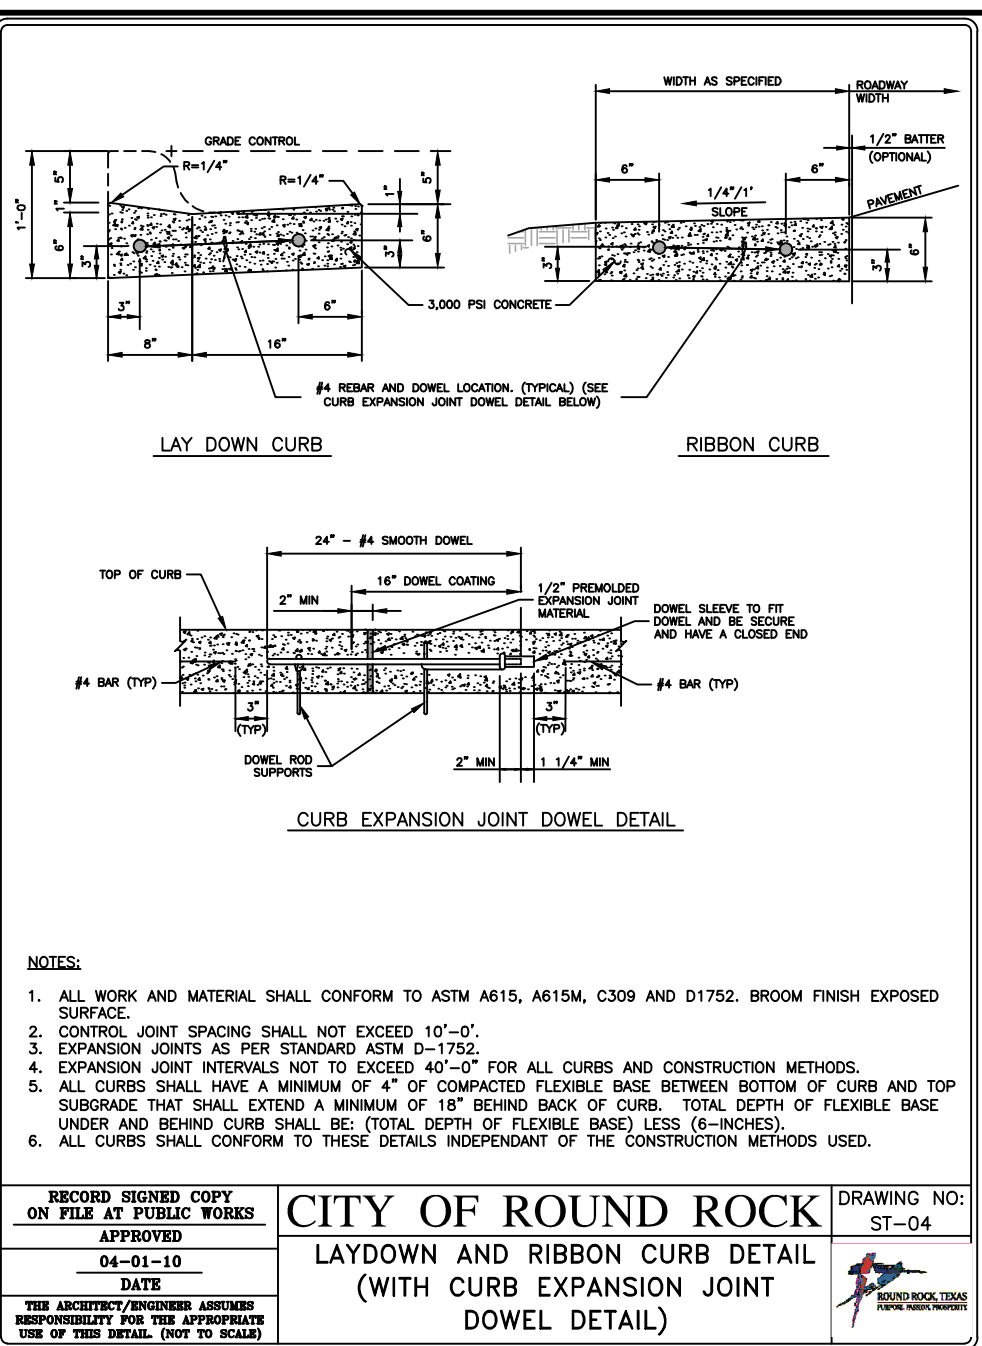 WIDTH AS SPECIFIED
ROADWAY
WIDTH
1/2" BATTER
(OPTIONAL)
GRADE CONTROL
R=1/4"
R=1/4"
5"
1'-0"
1"
6"
3"
1"
5"
6"
3"
6"
6"
1/4"/1'
SLOPE
PAVEMENT
3"
3"
6"
3"
6"
3,000 PSI CONCRETE
8"
16"
#4 REBAR AND DOWEL LOCATION. (TYPICAL) (SEE
CURB EXPANSION JOINT DOWEL DETAIL BELOW)
LAY DOWN CURB
RIBBON CURB
24" - #4 SMOOTH DOWEL
TOP OF CURB
16" DOWEL COATING
2" MIN
1/2" PREMOLDED
EXPANSION JOINT
MATERIAL
DOWEL SLEEVE TO FIT
DOWEL AND BE SECURE
AND HAVE A CLOSED END
#4 BAR (TYP)
#4 BAR (TYP)
3"
(TYP)
3"
(TYP)
DOWEL ROD
SUPPORTS
2" MIN
1 1/4" MIN
CURB EXPANSION JOINT DOWEL DETAIL
NOTES:
1. ALL WORK AND MATERIAL SHALL CONFORM TO ASTM A615, A615M, C309 AND D1752. BROOM FINISH EXPOSED
SURFACE.
2. CONTROL JOINT SPACING SHALL NOT EXCEED 10'-0'.
3. EXPANSION JOINTS AS PER STANDARD ASTM D-1752.
4. EXPANSION JOINT INTERVALS NOT TO EXCEED 40'-0" FOR ALL CURBS AND CONSTRUCTION METHODS.
5. ALL CURBS SHALL HAVE A MINIMUM OF 4" OF COMPACTED FLEXIBLE BASE BETWEEN BOTTOM OF CURB AND TOP
SUBGRADE THAT SHALL EXTEND A MINIMUM OF 18" BEHIND BACK OF CURB. TOTAL DEPTH OF FLEXIBLE BASE
UNDER AND BEHIND CURB SHALL BE: (TOTAL DEPTH OF FLEXIBLE BASE) LESS (6-INCHES).
6. ALL CURBS SHALL CONFORM TO THESE DETAILS INDEPENDANT OF THE CONSTRUCTION METHODS USED.
RECORD SIGNED COPY
ON FILE AT PUBLIC WORKS
APPROVED
04-01-10
DATE
THE ARCHITECT/ENGINEER ASSUMES
RESPONSIBILITY FOR THE APPROPRIATE
USE OF THIS DETAIL. (NOT TO SCALE)
CITY OF ROUND ROCK
LAYDOWN AND RIBBON CURB DETAIL
(WITH CURB EXPANSION JOINT
DOWEL DETAIL)
DRAWING NO:
ST-04
ROUND ROCK, TEXAS
PURPOSE. PASSION. PROSPERITY.